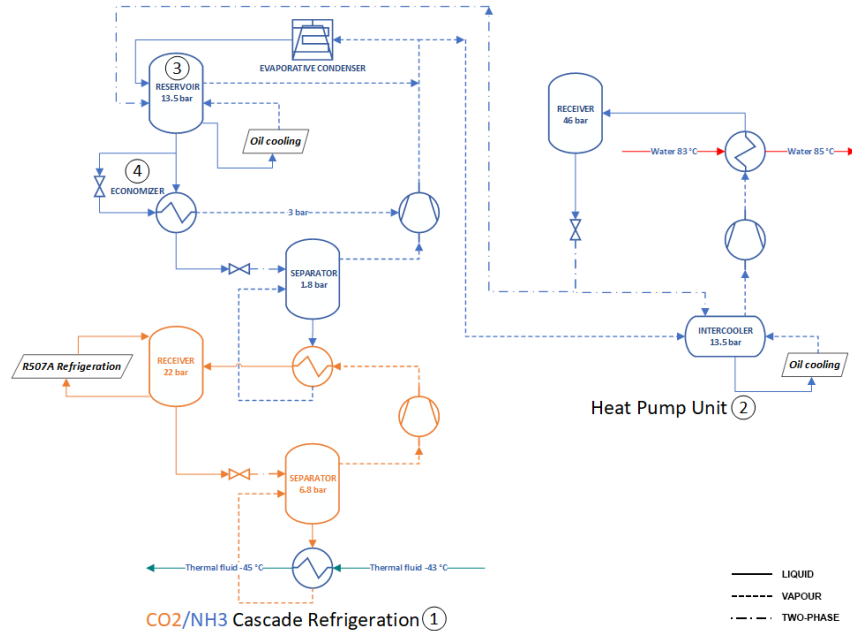 EVAPORATIVE CONDENSER
3
RESERVOIR
13.5 bar
Oil cooling
4
ECONOMIZER
3 bar
RECEIVER
46 bar
Water 83 °C
Water 85 °C
SEPARATOR
1.8 bar
INTERCOOLER
13.5 bar
Oil cooling
R507A Refrigeration
RECEIVER
22 bar
Heat Pump Unit 2
SEPARATOR
6.8 bar
Thermal fluid -45 °C
Thermal fluid -43 °C
CO2/NH3 Cascade Refrigeration 1
LIQUID
VAPOUR
TWO-PHASE